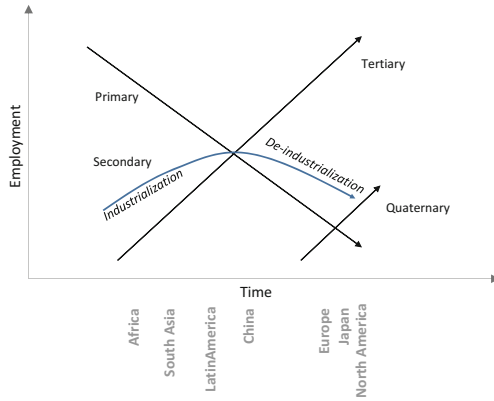 Employment
Tertiary
Primary
Secondary
Industrialization
De-industrialization
Quaternary
Time
Africa
South Asia
LatinAmerica
China
Europe
Japan
North America